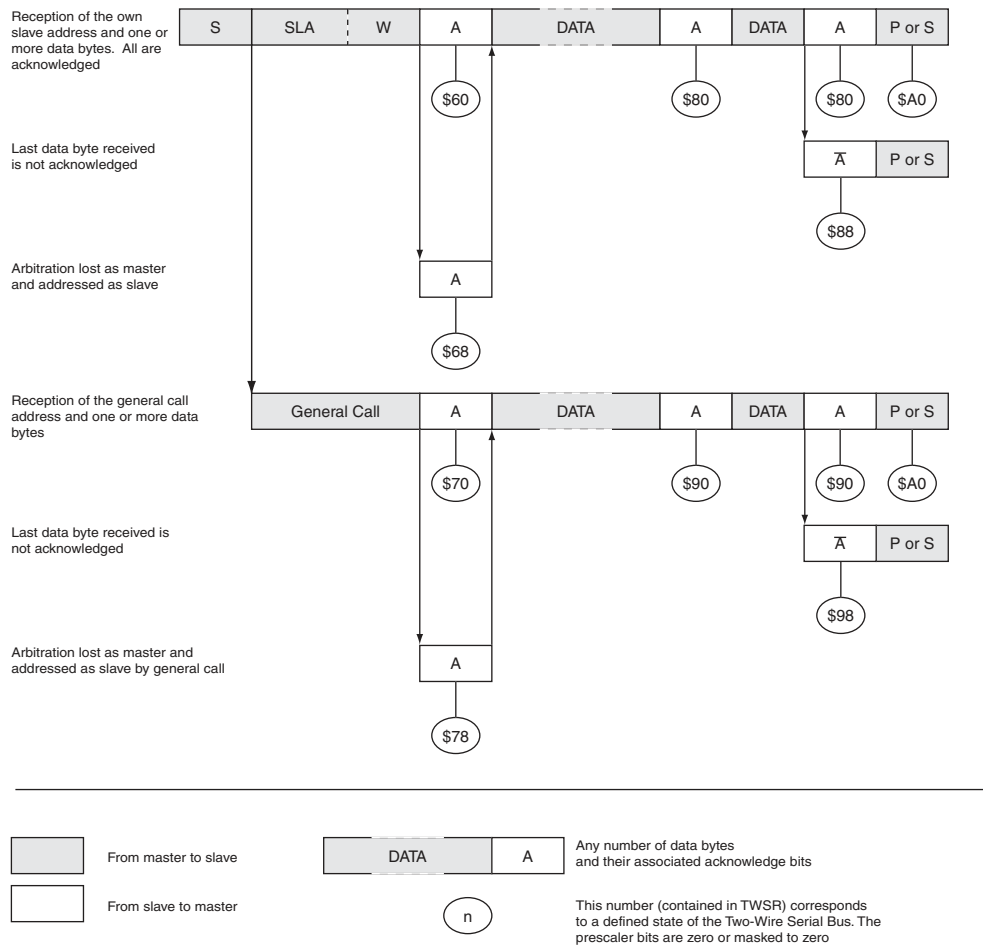 Reception of the own
slave address and one or
more data bytes. All are
acknowledged
S SLA W A DATA A DATA A P or S
$60 $80 $80 $A0
Last data byte received
is not acknowledged
A̅ P or S
$88
Arbitration lost as master
and addressed as slave
A
$68
Reception of the general call
address and one or more data
bytes
General Call A DATA A DATA A P or S
$70 $90 $90 $A0
Last data byte received is
not acknowledged
A̅ P or S
$98
Arbitration lost as master and
addressed as slave by general call
A
$78
From master to slave
DATA A
Any number of data bytes
and their associated acknowledge bits
From slave to master
n
This number (contained in TWSR) corresponds
to a defined state of the Two-Wire Serial Bus. The
prescaler bits are zero or masked to zero